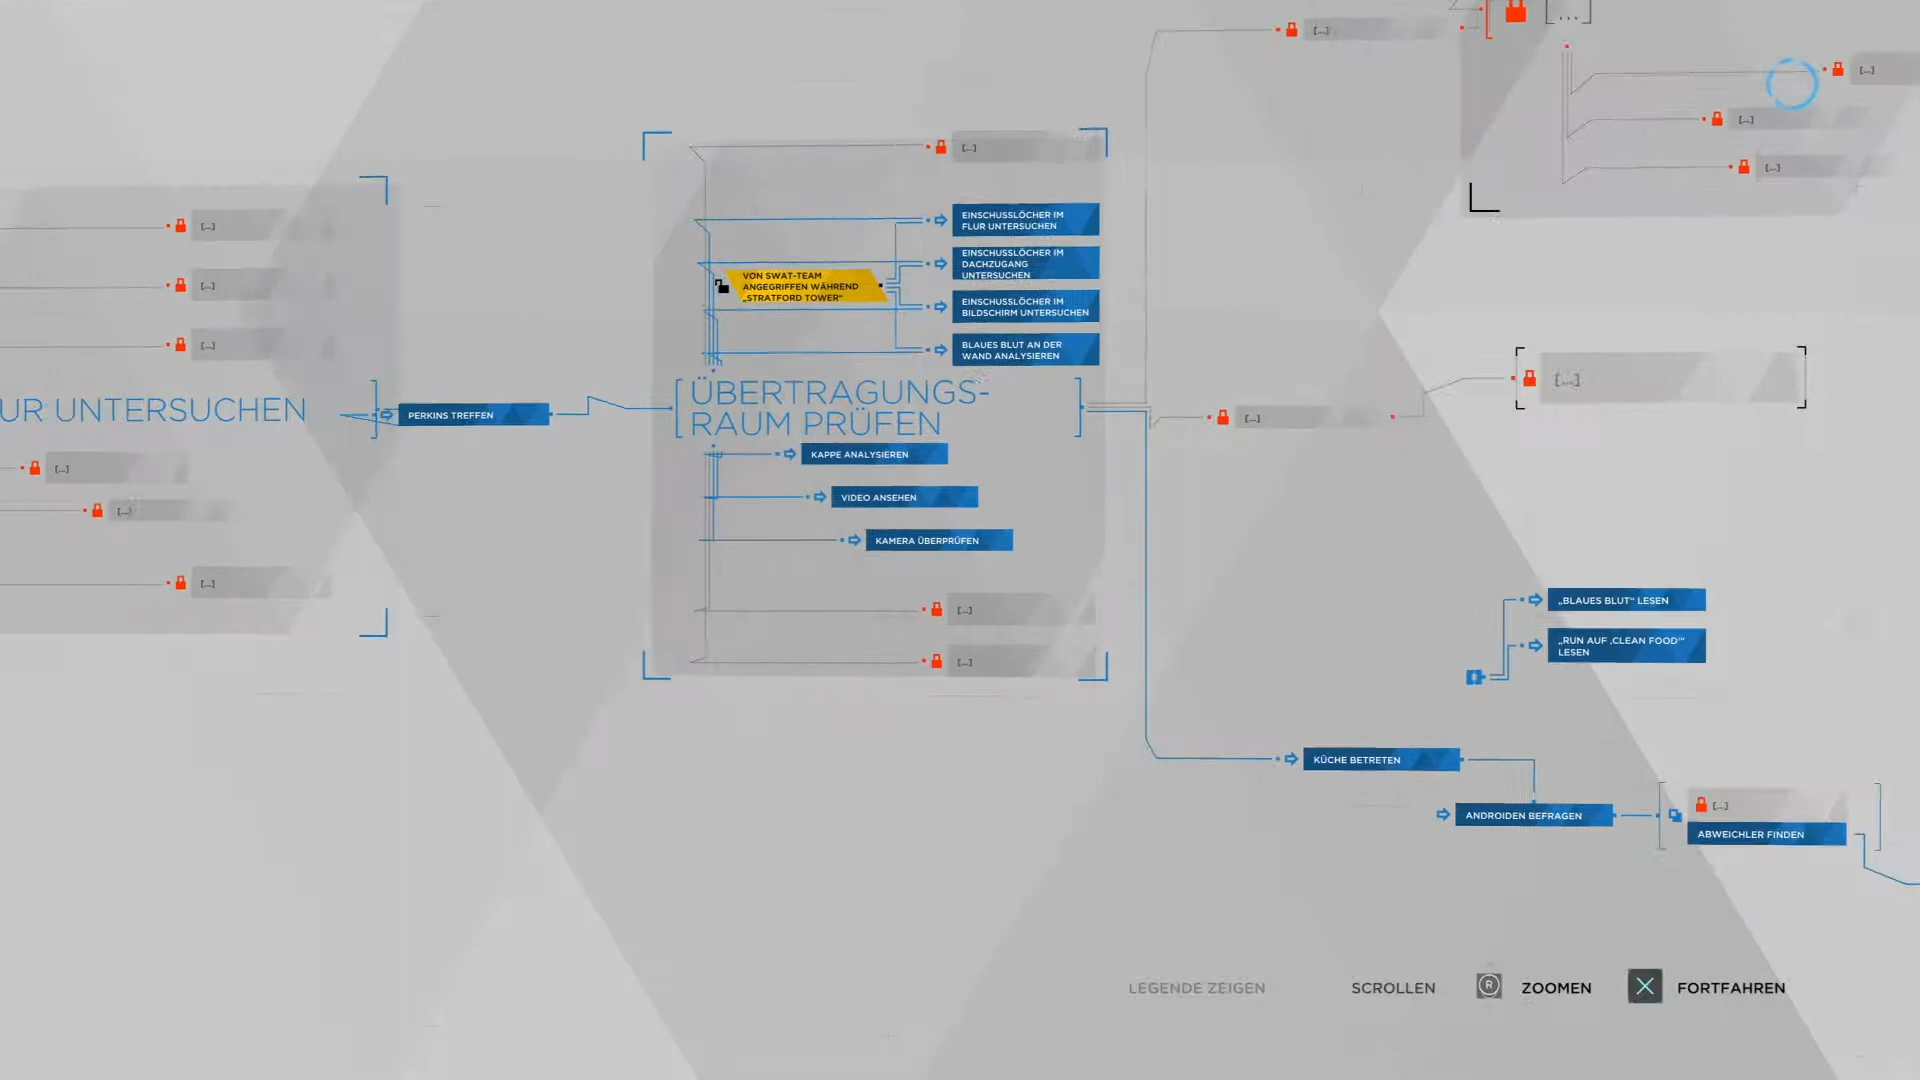 [...]
[...]
[...]
[...]
[...]
[...]
EINSCHUSSLÖCHER IM
FLUR UNTERSUCHEN
EINSCHUSSLÖCHER IM
DACHZUGANG
UNTERSUCHEN
VON SWAT-TEAM
ANGEGRIFFEN WÄHREND
„STRATFORD TOWER“
EINSCHUSSLÖCHER IM
BILDSCHIRM UNTERSUCHEN
BLAUES BLUT AN DER
WAND ANALYSIEREN
[...]
[...]
[...]
UR UNTERSUCHEN
PERKINS TREFFEN
ÜBERTRAGUNGS-
RAUM PRÜFEN
[...]
[...]
KAPPE ANALYSIEREN
VIDEO ANSEHEN
KAMERA ÜBERPRÜFEN
[...]
[...]
[...]
[...]
[...]
[...]
„BLAUES BLUT“ LESEN
„RUN AUF ‚CLEAN FOOD‘“
LESEN
KÜCHE BETRETEN
ANDROIDEN BEFRAGEN
[...]
ABWEICHLER FINDEN
LEGENDE ZEIGEN
SCROLLEN
R
ZOOMEN
FORTFAHREN